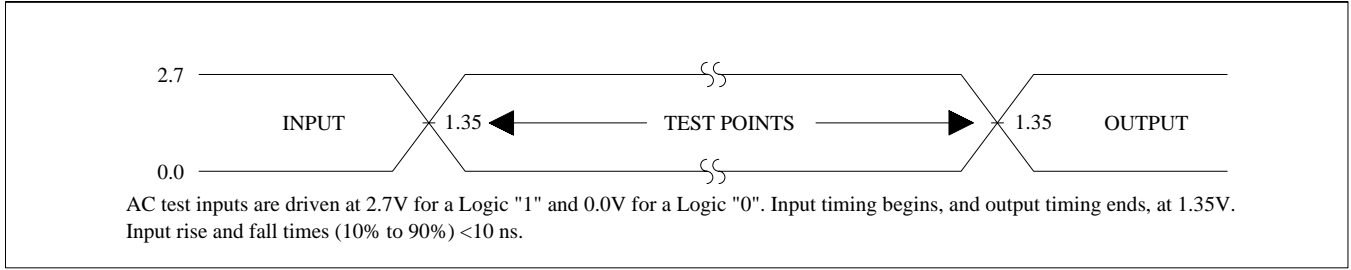 2.7
INPUT 1.35 TEST POINTS 1.35 OUTPUT
0.0
AC test inputs are driven at 2.7V for a Logic "1" and 0.0V for a Logic "0". Input timing begins, and output timing ends, at 1.35V.
Input rise and fall times (10% to 90%) <10 ns.